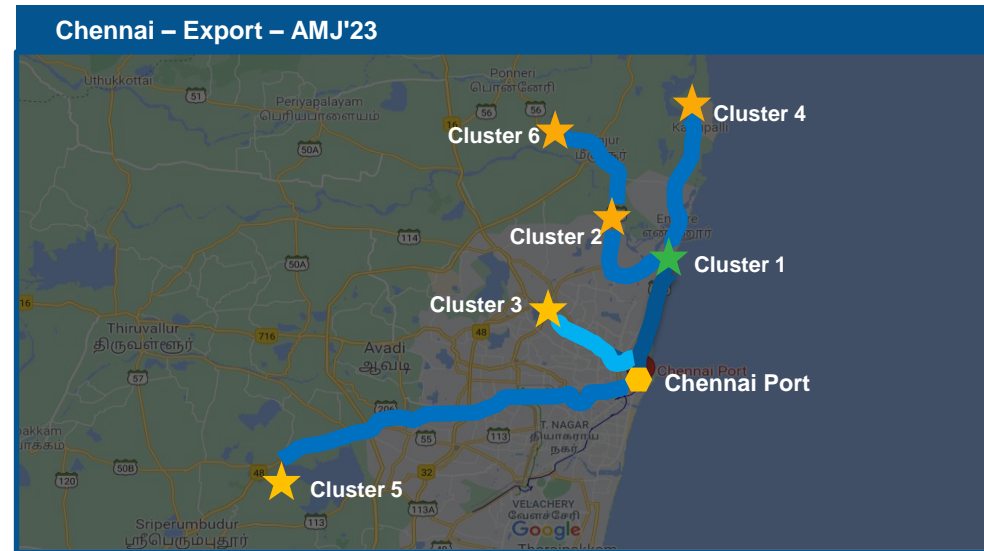 Chennai – Export – AMJ'23
Uthukkottai
Ponneri
பொன்னேரி
51
Periyapalayam
பெரியபாளையம்
56
56
16
Cluster 4
Cluster 6
50A
114
Cluster 2
50A
Cluster 1
16
Cluster 3
Thiruvallur
திருவள்ளூர்
716
48
Avadi
ஆவடி
57
Chennai Port
Chennai Port
206
T. NAGAR
தியாகராய
நகர்
55
113
50B
48
32
120
Cluster 5
113A
VELACHERY
வேளச்சேரி
Sriperumbudur
ஸ்ரீபெரும்புதூர்
113
Google